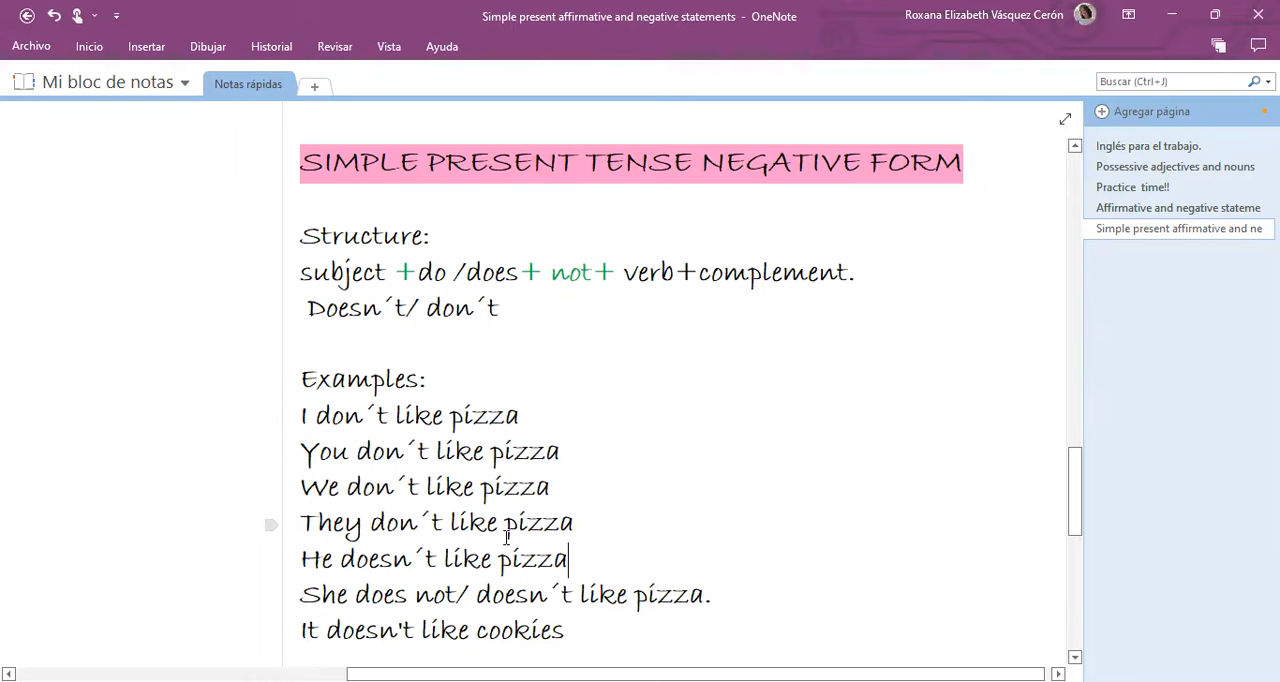 Simple present affirmative and negative statements - OneNote
Roxana Elizabeth Vásquez Cerón
Archivo Inicio Insertar Dibujar Historial Revisar Vista Ayuda
Mi bloc de notas
Notas rápidas
+
Buscar (Ctrl+J)
Agregar página
Inglés para el trabajo.
Possessive adjectives and nouns
Practice time!!
Affirmative and negative stateme
Simple present affirmative and ne
SIMPLE PRESENT TENSE NEGATIVE FORM
Structure:
subject +do /does+ not+ verb+complement.
Doesn´t/ don´t
Examples:
I don´t like pizza
You don´t like pizza
We don´t like pizza
They don´t like pizza
He doesn´t like pizza
She does not/ doesn´t like pizza.
It doesn't like cookies